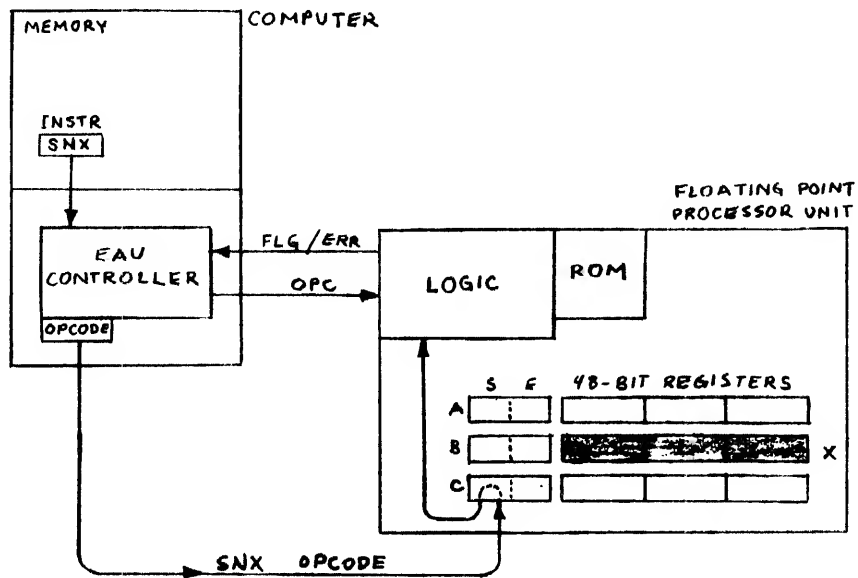 MEMORY
COMPUTER
INSTR
SNX
FLOATING POINT
PROCESSOR UNIT
EAU
CONTROLLER
OPCODE
FLG/ERR
OPC
LOGIC
ROM
S E 48-BIT REGISTERS
A
B
X
C
SNX OPCODE